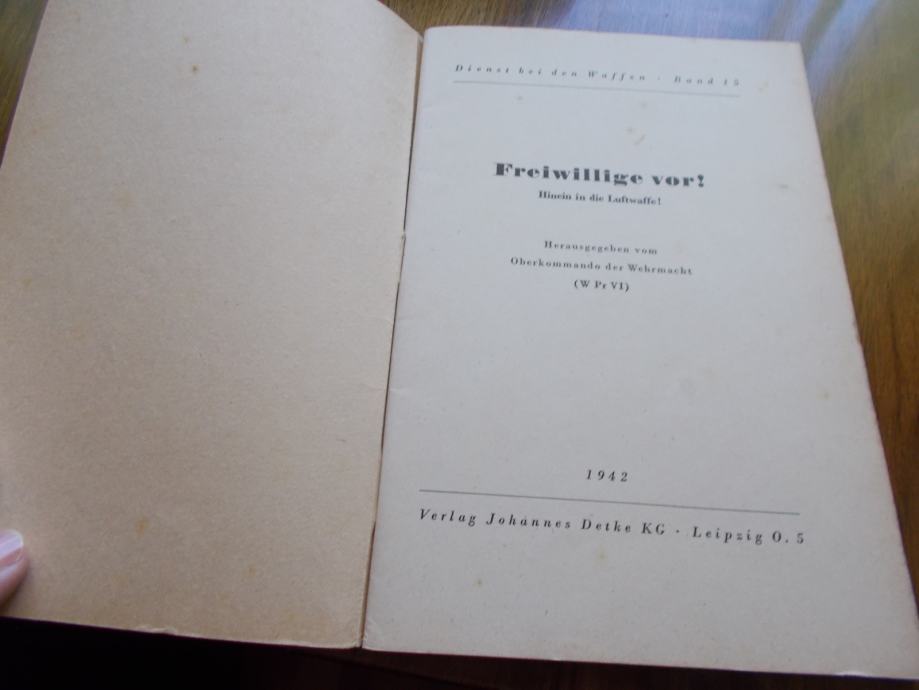 Dienst bei den Waffen · Band 15
Freiwillige vor!
Hinein in die Luftwaffe!
Herausgegeben vom
Oberkommando der Wehrmacht
(W Pr VI)
1942
Verlag Johannes Detke KG · Leipzig O. 5